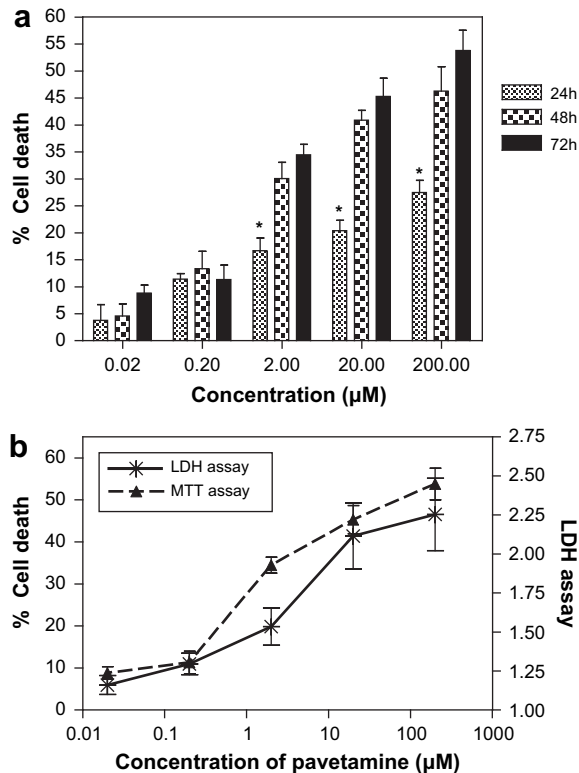 a
60
55
50
45
40
35
30
25
20
15
10
5
0
% Cell death
*
*
*
24h
48h
72h
0.02 0.20 2.00 20.00 200.00
Concentration (µM)
b
60
50
40
30
20
10
0
% Cell death
LDH assay
MTT assay
2.75
2.50
2.25
2.00
1.75
1.50
1.25
1.00
LDH assay
0.01 0.1 1 10 100 1000
Concentration of pavetamine (µM)